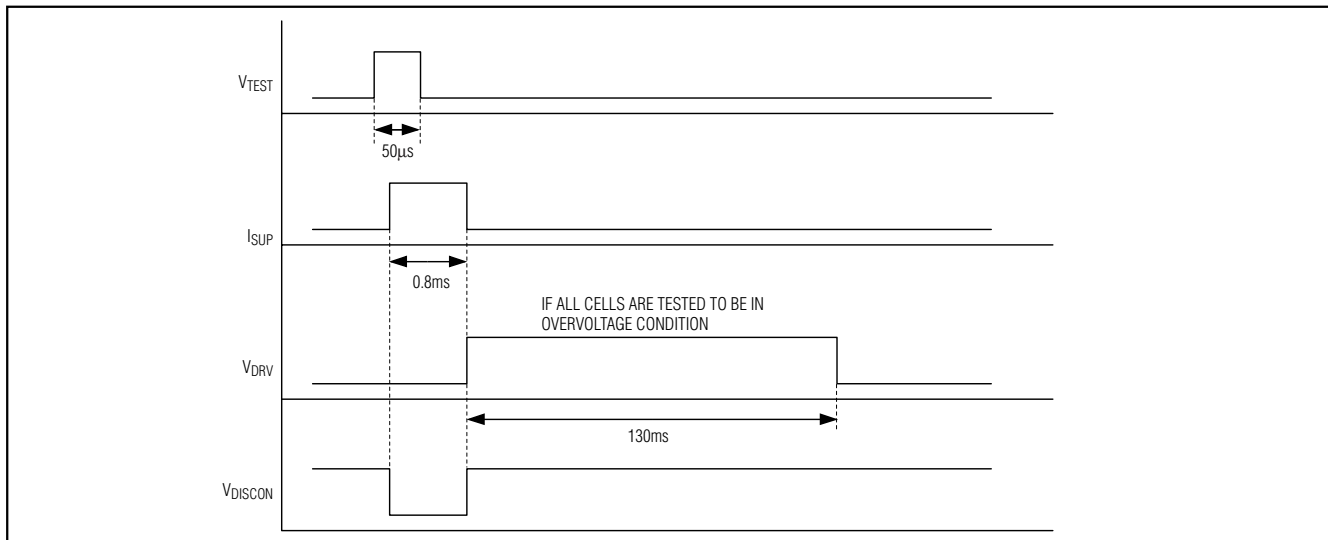 VTEST
50μs
ISUP
0.8ms
IF ALL CELLS ARE TESTED TO BE IN
OVERVOLTAGE CONDITION
VDRV
130ms
VDISCON